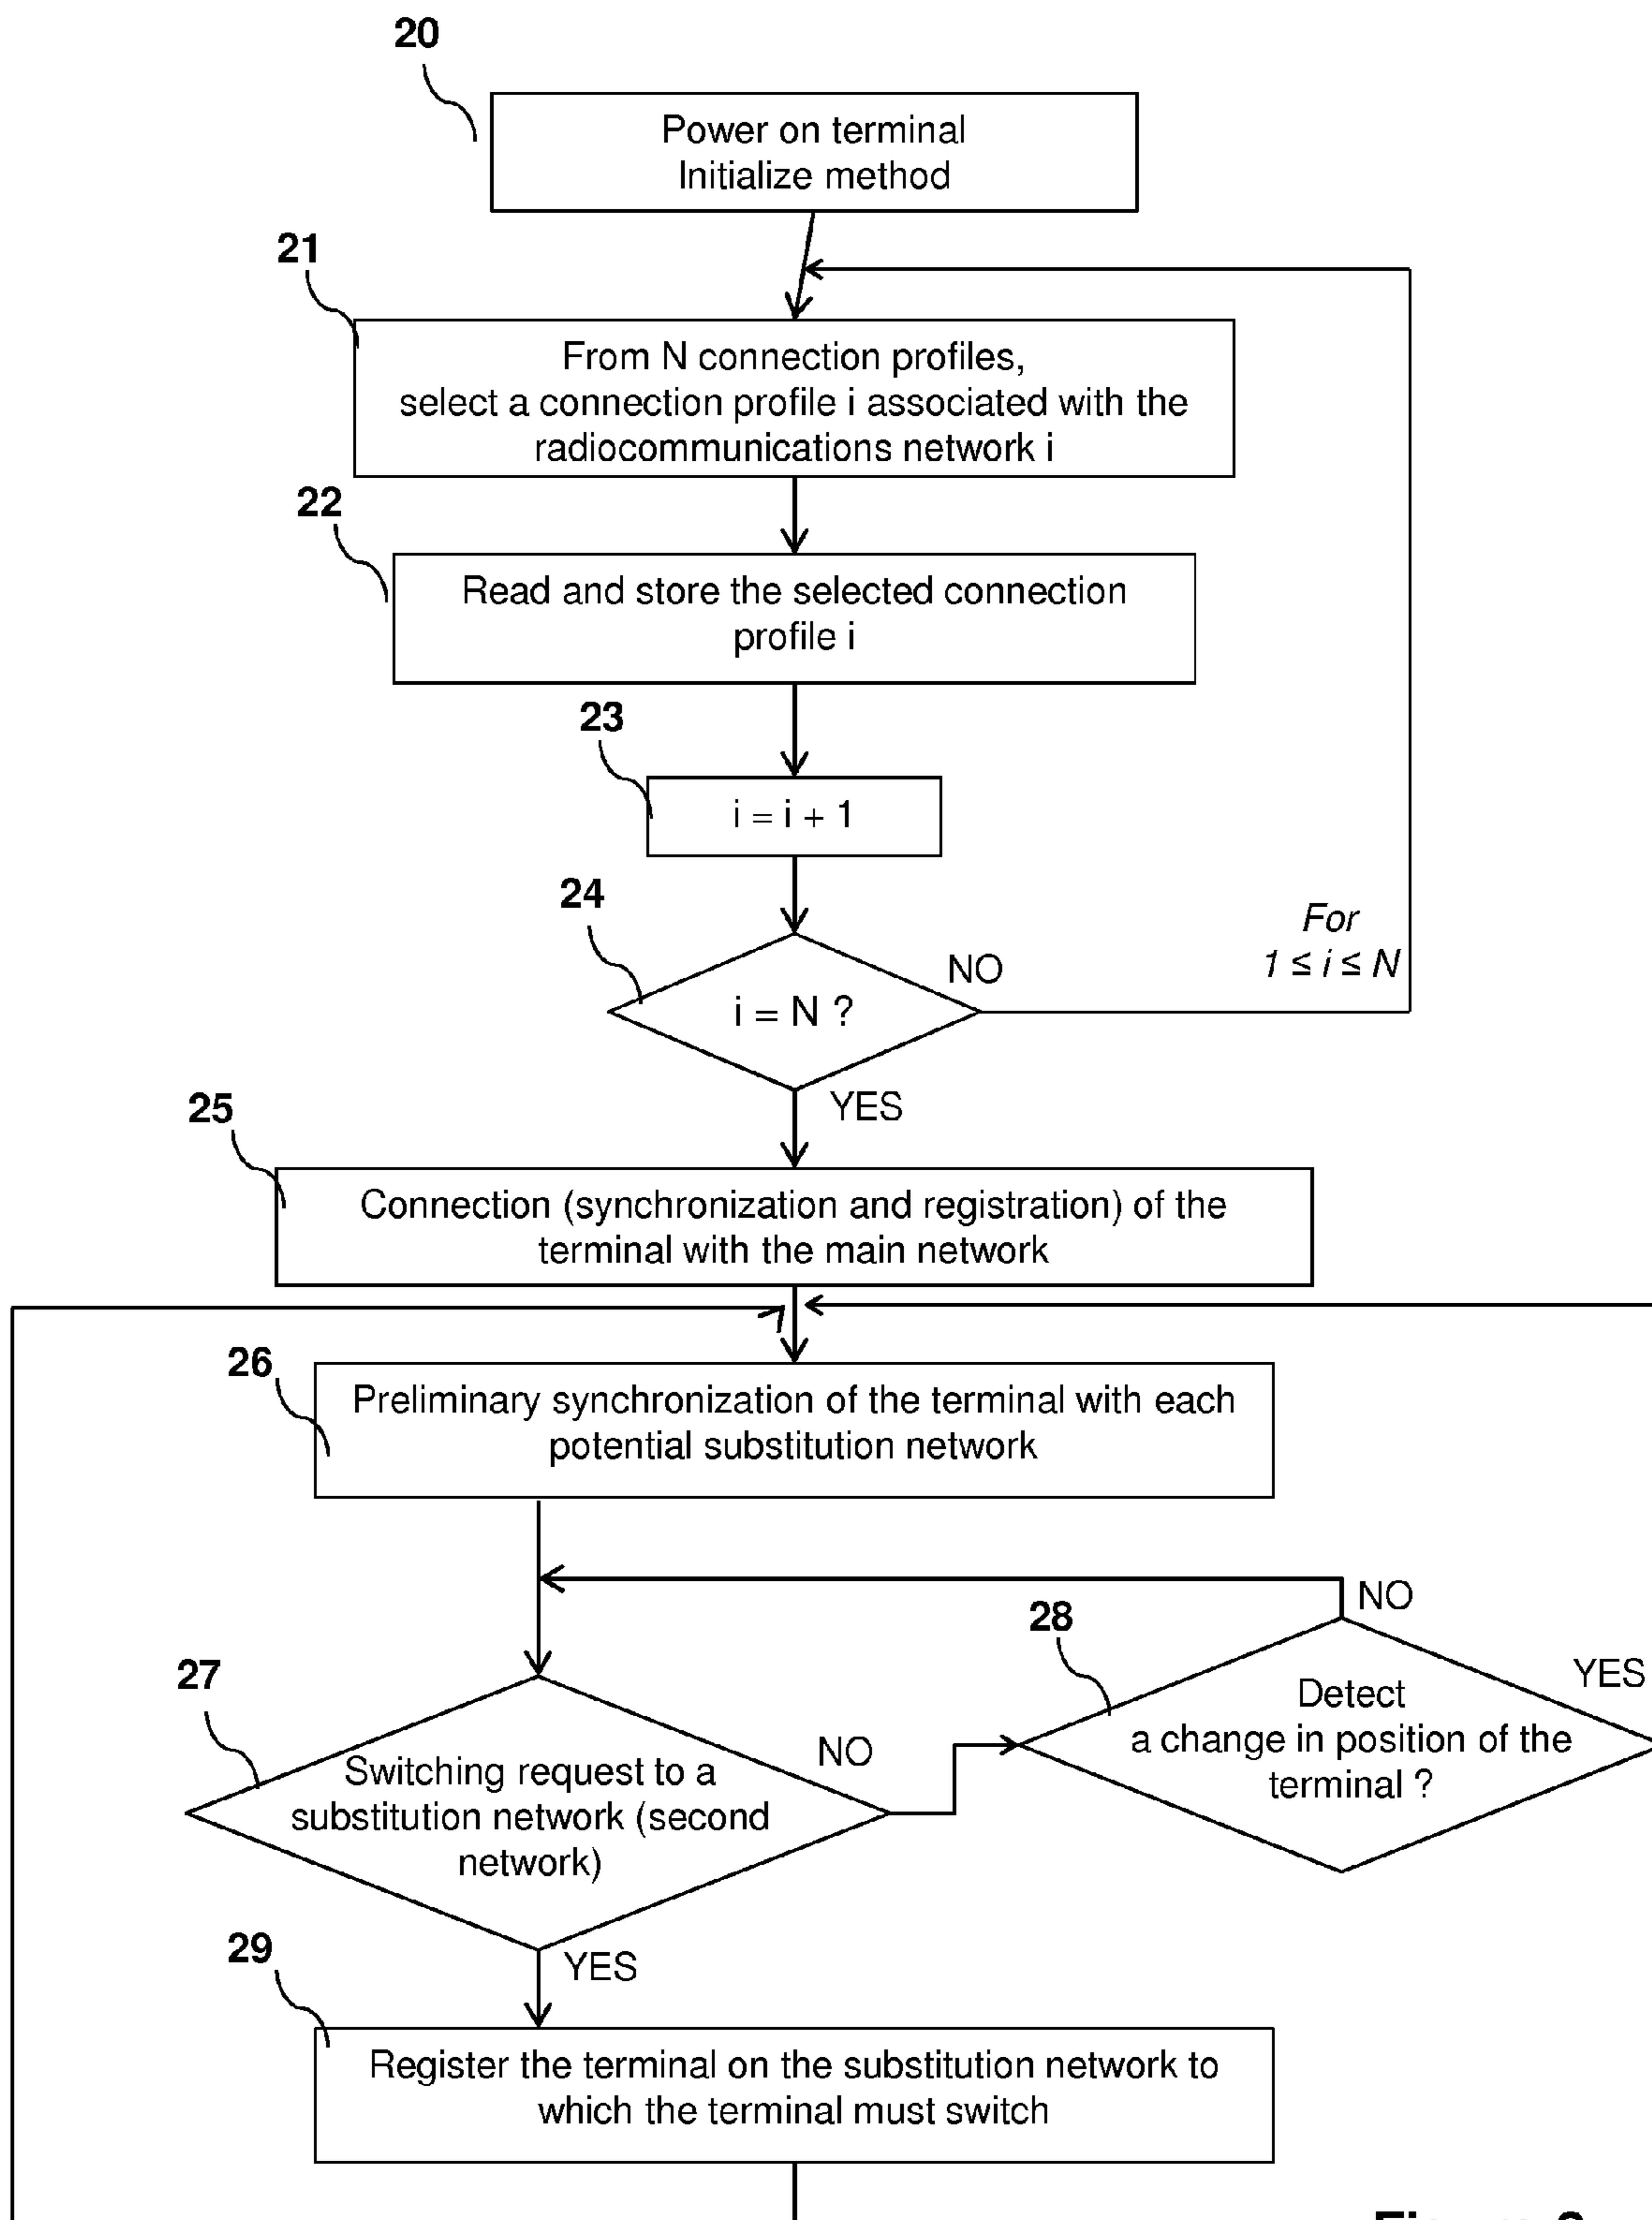 20
Power on terminal
Initialize method
21
From N connection profiles,
select a connection profile i associated with the
radiocommunications network i
22
Read and store the selected connection
profile i
23
i = i + 1
24
i = N ?
NO
For
1 ≤ i ≤ N
YES
25
Connection (synchronization and registration) of the
terminal with the main network
26
Preliminary synchronization of the terminal with each
potential substitution network
NO
28
Detect
a change in position of the
terminal ?
YES
27
Switching request to a
substitution network (second
network)
NO
YES
29
Register the terminal on the substitution network to
which the terminal must switch